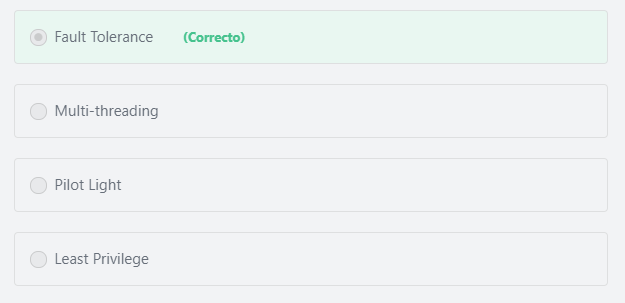 Fault Tolerance (Correcto)
Multi-threading
Pilot Light
Least Privilege